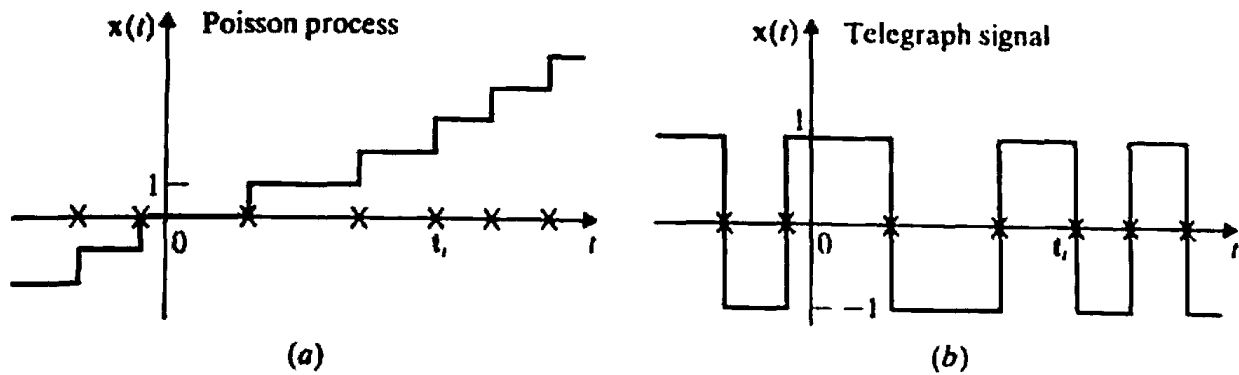 x(t) Poisson process
1
0
t_i
t
(a)
x(t) Telegraph signal
1
0
t_i
t
-1
(b)